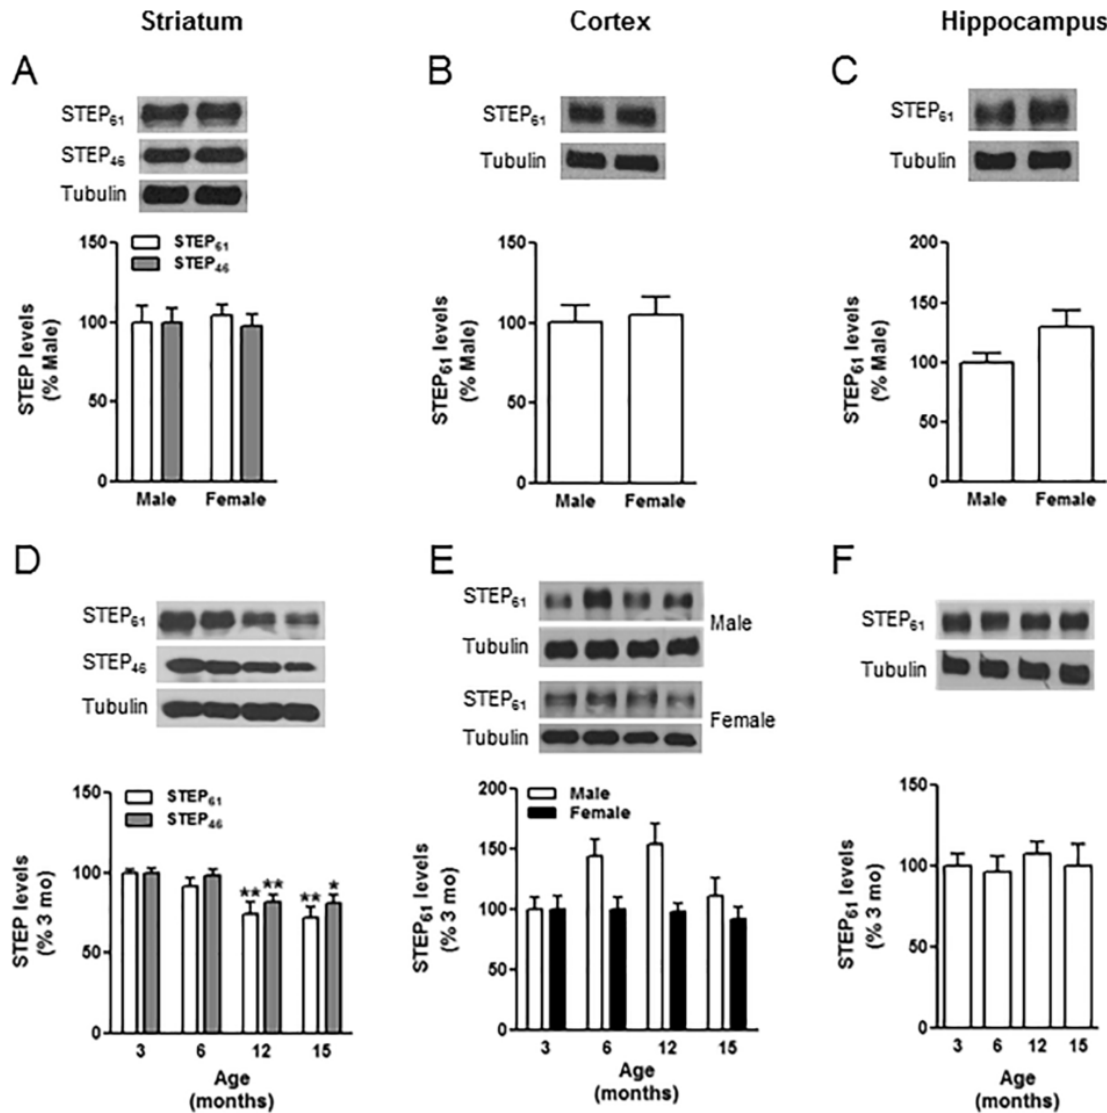 Striatum
Cortex
Hippocampus
A
STEP61
STEP46
Tubulin
150
100
50
0
STEP levels
(% Male)
STEP61
STEP46
Male
Female
B
STEP61
Tubulin
150
100
50
0
STEP61 levels
(% Male)
Male
Female
C
STEP61
Tubulin
200
150
100
50
0
STEP61 levels
(% Male)
Male
Female
D
STEP61
STEP46
Tubulin
150
100
50
0
STEP levels
(% 3 mo)
STEP61
STEP46
** ** ** *
3 6 12 15
Age
(months)
E
STEP61
Tubulin
Male
STEP61
Tubulin
Female
200
150
100
50
0
STEP61 levels
(% 3 mo)
Male
Female
3 6 12 15
Age
(months)
F
STEP61
Tubulin
150
100
50
0
STEP61 levels
(% 3 mo)
3 6 12 15
Age
(months)